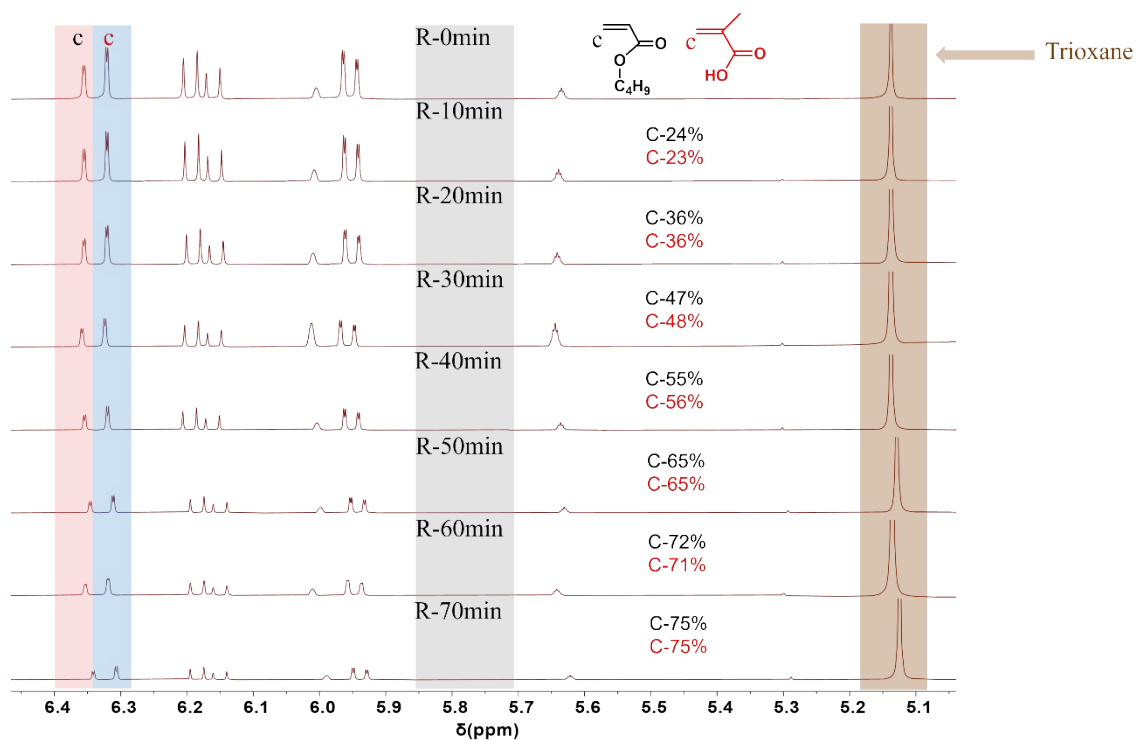 c c
R-0min
c
O
O
C₄H₉
c
O
HO
Trioxane
R-10min
C-24%
C-23%
R-20min
C-36%
C-36%
R-30min
C-47%
C-48%
R-40min
C-55%
C-56%
R-50min
C-65%
C-65%
R-60min
C-72%
C-71%
R-70min
C-75%
C-75%
6.4 6.3 6.2 6.1 6.0 5.9 5.8 5.7 5.6 5.5 5.4 5.3 5.2 5.1
δ(ppm)